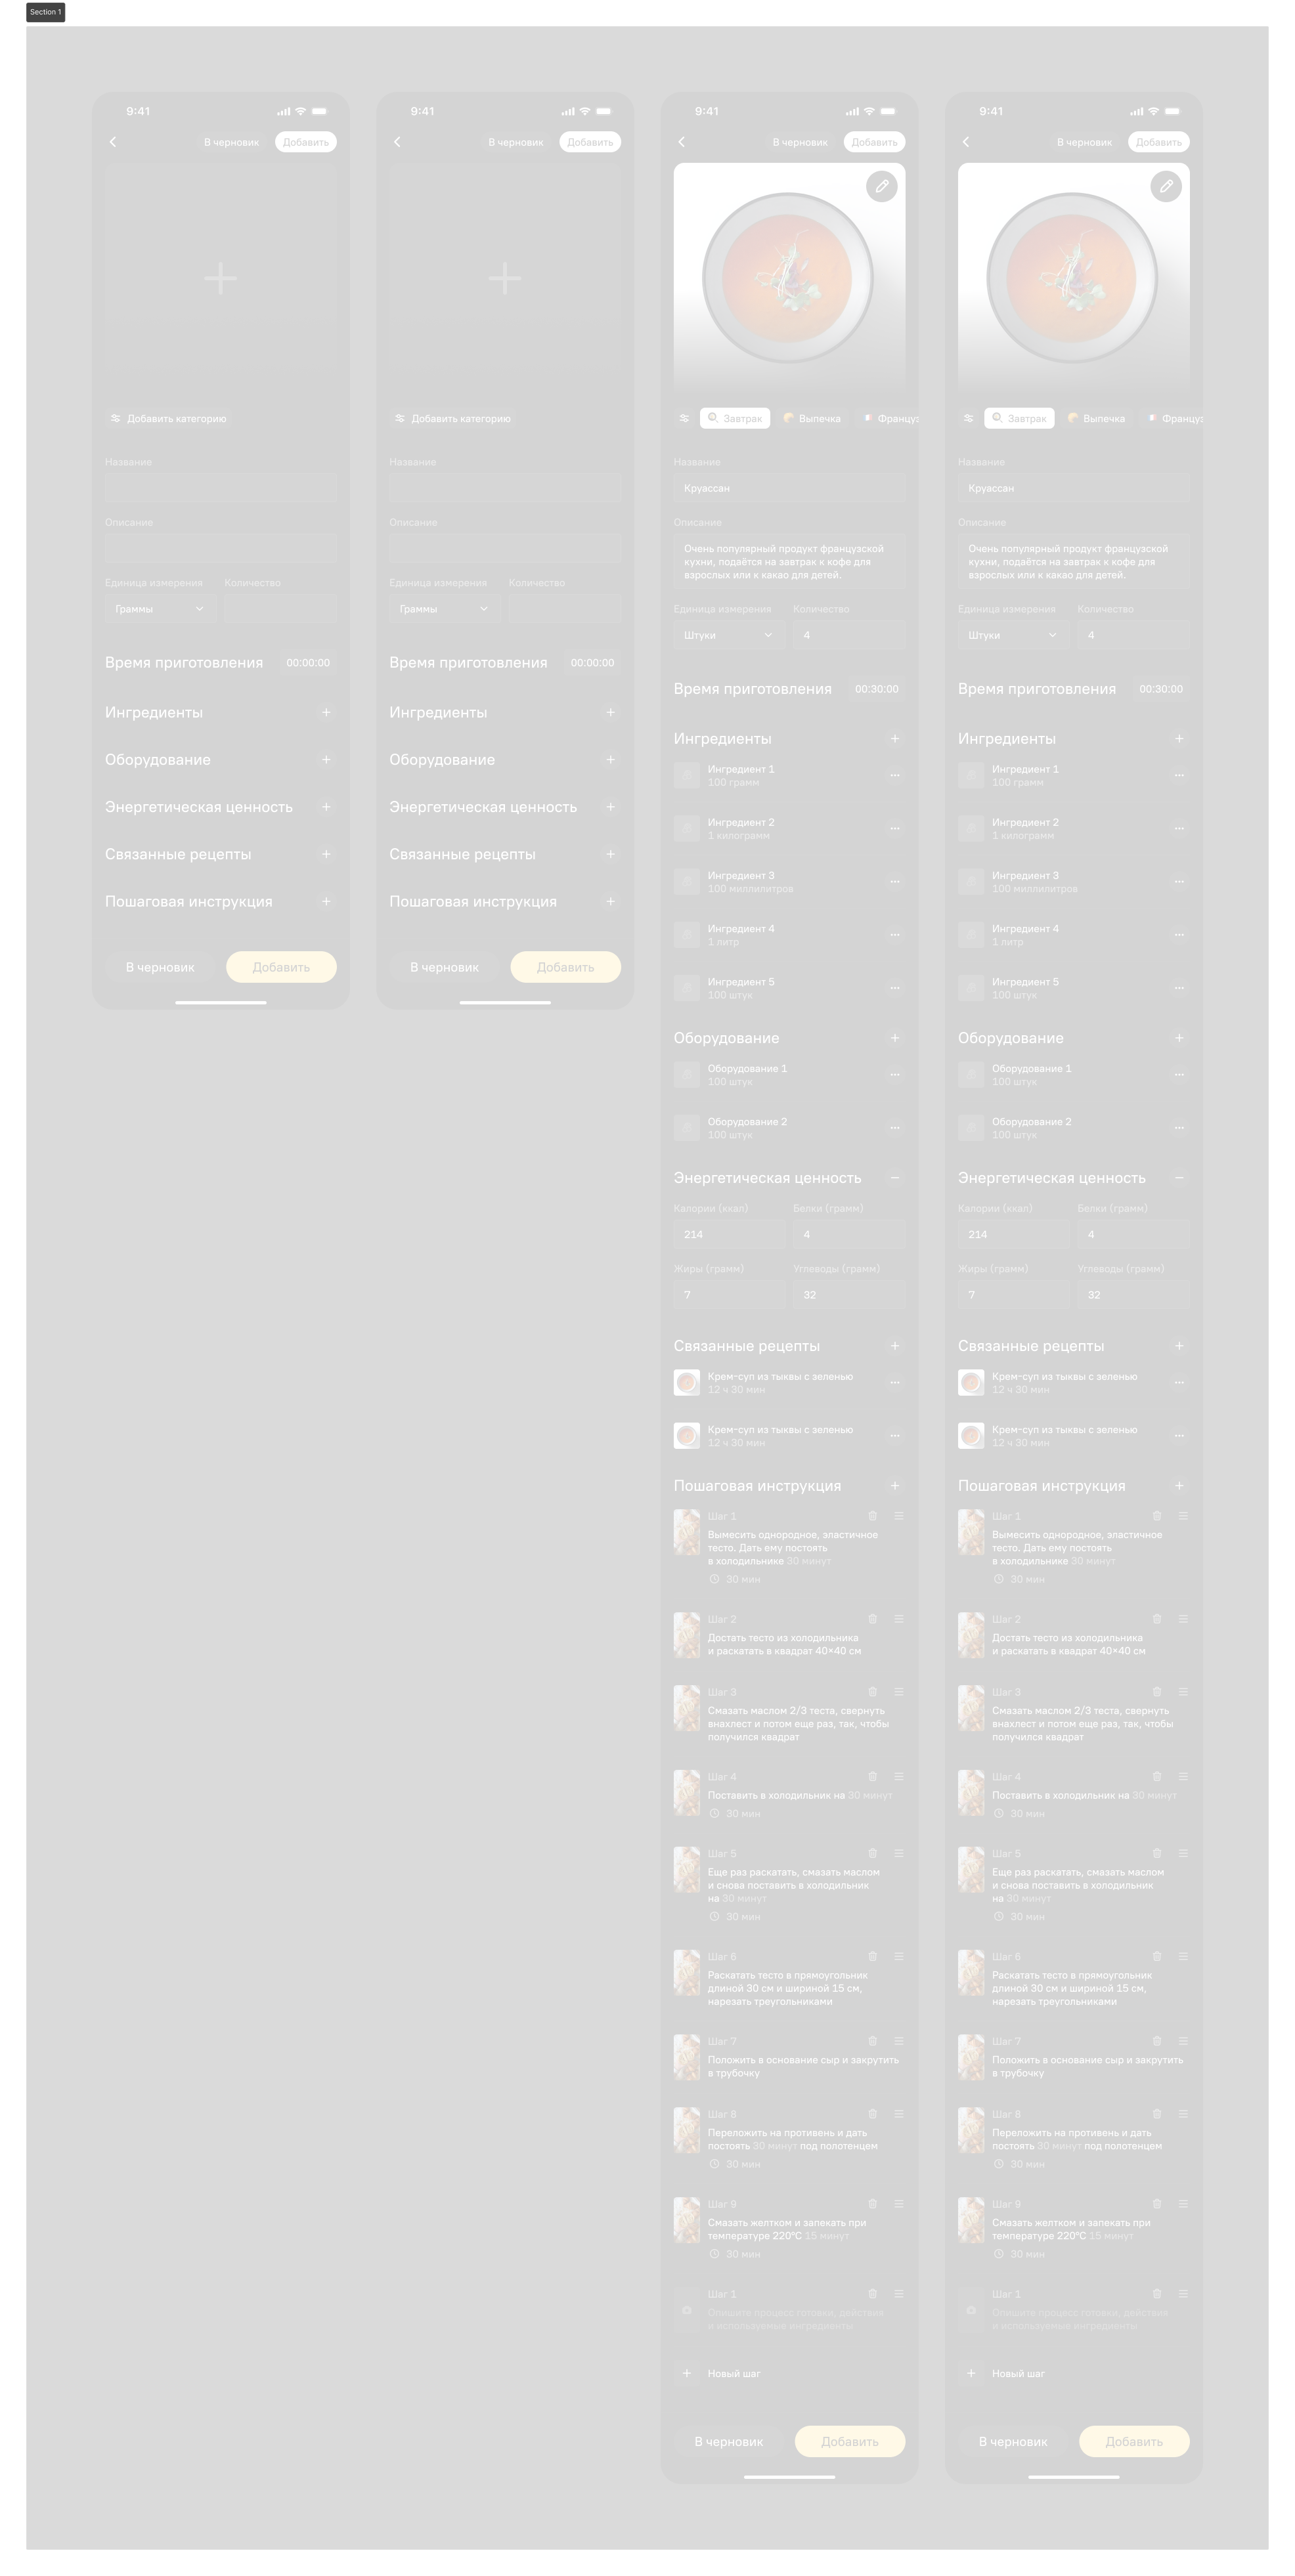 Section 1
9:41
В черновик
Добавить
Добавить категорию
Название
Описание
Единица измерения
Количество
Граммы
Время приготовления
00:00:00
Ингредиенты
Оборудование
Энергетическая ценность
Связанные рецепты
Пошаговая инструкция
В черновик
Добавить
9:41
В черновик
Добавить
Добавить категорию
Название
Описание
Единица измерения
Количество
Граммы
Время приготовления
00:00:00
Ингредиенты
Оборудование
Энергетическая ценность
Связанные рецепты
Пошаговая инструкция
В черновик
Добавить
9:41
В черновик
Добавить
Завтрак
Выпечка
Француз
Название
Круассан
Описание
Очень популярный продукт французской
кухни, подаётся на завтрак к кофе для
взрослых или к какао для детей.
Единица измерения
Количество
Штуки
4
Время приготовления
00:30:00
Ингредиенты
Ингредиент 1
100 грамм
Ингредиент 2
1 килограмм
Ингредиент 3
100 миллилитров
Ингредиент 4
1 литр
Ингредиент 5
100 штук
Оборудование
Оборудование 1
100 штук
Оборудование 2
100 штук
Энергетическая ценность
Калории (ккал)
Белки (грамм)
214
4
Жиры (грамм)
Углеводы (грамм)
7
32
Связанные рецепты
Крем-суп из тыквы с зеленью
12 ч 30 мин
Крем-суп из тыквы с зеленью
12 ч 30 мин
Пошаговая инструкция
Шаг 1
Вымесить однородное, эластичное
тесто. Дать ему постоять
в холодильнике 30 минут
30 мин
Шаг 2
Достать тесто из холодильника
и раскатать в квадрат 40×40 см
Шаг 3
Смазать маслом 2/3 теста, свернуть
внахлест и потом еще раз, так, чтобы
получился квадрат
Шаг 4
Поставить в холодильник на 30 минут
30 мин
Шаг 5
Еще раз раскатать, смазать маслом
и снова поставить в холодильник
на 30 минут
30 мин
Шаг 6
Раскатать тесто в прямоугольник
длиной 30 см и шириной 15 см,
нарезать треугольниками
Шаг 7
Положить в основание сыр и закрутить
в трубочку
Шаг 8
Переложить на противень и дать
постоять 30 минут под полотенцем
30 мин
Шаг 9
Смазать желтком и запекать при
температуре 220°С 15 минут
30 мин
Шаг 1
Опишите процесс готовки, действия
и используемые ингредиенты
Новый шаг
В черновик
Добавить
9:41
В черновик
Добавить
Завтрак
Выпечка
Француз
Название
Круассан
Описание
Очень популярный продукт французской
кухни, подаётся на завтрак к кофе для
взрослых или к какао для детей.
Единица измерения
Количество
Штуки
4
Время приготовления
00:30:00
Ингредиенты
Ингредиент 1
100 грамм
Ингредиент 2
1 килограмм
Ингредиент 3
100 миллилитров
Ингредиент 4
1 литр
Ингредиент 5
100 штук
Оборудование
Оборудование 1
100 штук
Оборудование 2
100 штук
Энергетическая ценность
Калории (ккал)
Белки (грамм)
214
4
Жиры (грамм)
Углеводы (грамм)
7
32
Связанные рецепты
Крем-суп из тыквы с зеленью
12 ч 30 мин
Крем-суп из тыквы с зеленью
12 ч 30 мин
Пошаговая инструкция
Шаг 1
Вымесить однородное, эластичное
тесто. Дать ему постоять
в холодильнике 30 минут
30 мин
Шаг 2
Достать тесто из холодильника
и раскатать в квадрат 40×40 см
Шаг 3
Смазать маслом 2/3 теста, свернуть
внахлест и потом еще раз, так, чтобы
получился квадрат
Шаг 4
Поставить в холодильник на 30 минут
30 мин
Шаг 5
Еще раз раскатать, смазать маслом
и снова поставить в холодильник
на 30 минут
30 мин
Шаг 6
Раскатать тесто в прямоугольник
длиной 30 см и шириной 15 см,
нарезать треугольниками
Шаг 7
Положить в основание сыр и закрутить
в трубочку
Шаг 8
Переложить на противень и дать
постоять 30 минут под полотенцем
30 мин
Шаг 9
Смазать желтком и запекать при
температуре 220°С 15 минут
30 мин
Шаг 1
Опишите процесс готовки, действия
и используемые ингредиенты
Новый шаг
В черновик
Добавить